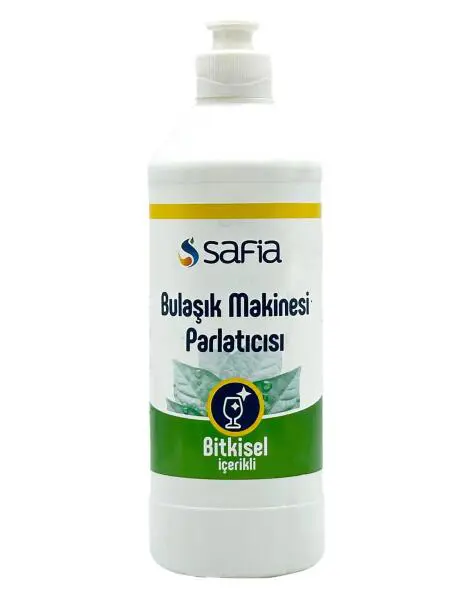 safia
Bulaşık Makinesi
Parlatıcısı
Bitkisel
içerikli